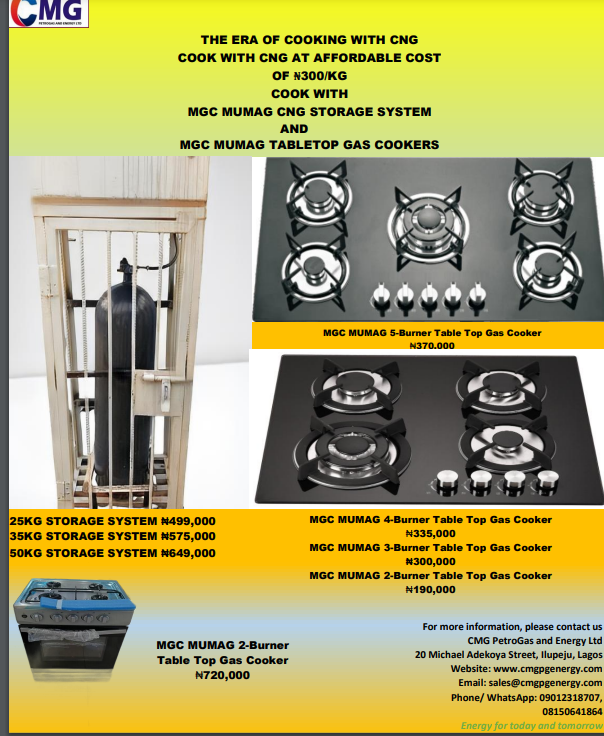 CMG
PETROGAS AND ENERGY LTD
THE ERA OF COOKING WITH CNG
COOK WITH CNG AT AFFORDABLE COST
OF ₦300/KG
COOK WITH
MGC MUMAG CNG STORAGE SYSTEM
AND
MGC MUMAG TABLETOP GAS COOKERS
MGC MUMAG 5-Burner Table Top Gas Cooker
₦370.000
25KG STORAGE SYSTEM ₦499,000
35KG STORAGE SYSTEM ₦575,000
50KG STORAGE SYSTEM ₦649,000
MGC MUMAG 4-Burner Table Top Gas Cooker
₦335,000
MGC MUMAG 3-Burner Table Top Gas Cooker
₦300,000
MGC MUMAG 2-Burner Table Top Gas Cooker
₦190,000
MGC MUMAG 2-Burner
Table Top Gas Cooker
₦720,000
For more information, please contact us
CMG PetroGas and Energy Ltd
20 Michael Adekoya Street, Ilupeju, Lagos
Website: www.cmgpgenergy.com
Email: sales@cmgpgenergy.com
Phone/ WhatsApp: 09012318707,
08150641864
Energy for today and tomorrow